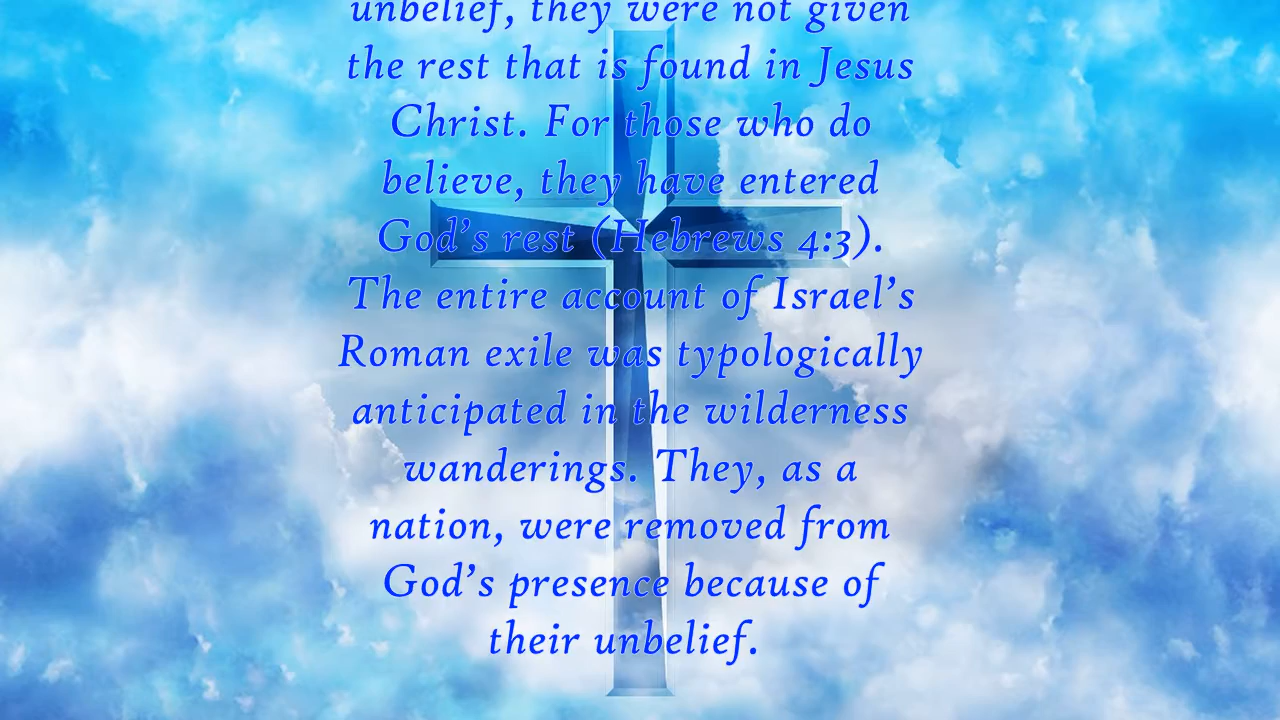 unbelief, they were not given
the rest that is found in Jesus
Christ. For those who do
believe, they have entered
God’s rest (Hebrews 4:3).
The entire account of Israel’s
Roman exile was typologically
anticipated in the wilderness
wanderings. They, as a
nation, were removed from
God’s presence because of
their unbelief.